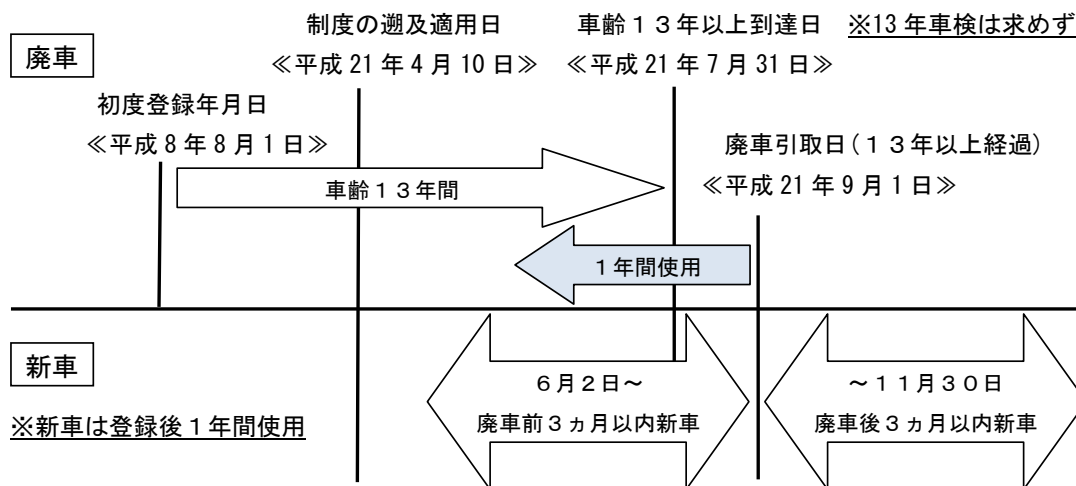 制度の遡及適用日
車齢１３年以上到達日
※13 年車検は求めず
廃車
≪平成 21 年 4 月 10 日≫
≪平成 21 年 7 月 31 日≫
初度登録年月日
≪平成 8 年 8 月 1 日≫
廃車引取日（１３年以上経過）
≪平成 21 年 9 月 1 日≫
車齢１３年間
１年間使用
新車
６月２日～
廃車前３ヵ月以内新車
～１１月３０日
廃車後３ヵ月以内新車
※新車は登録後１年間使用